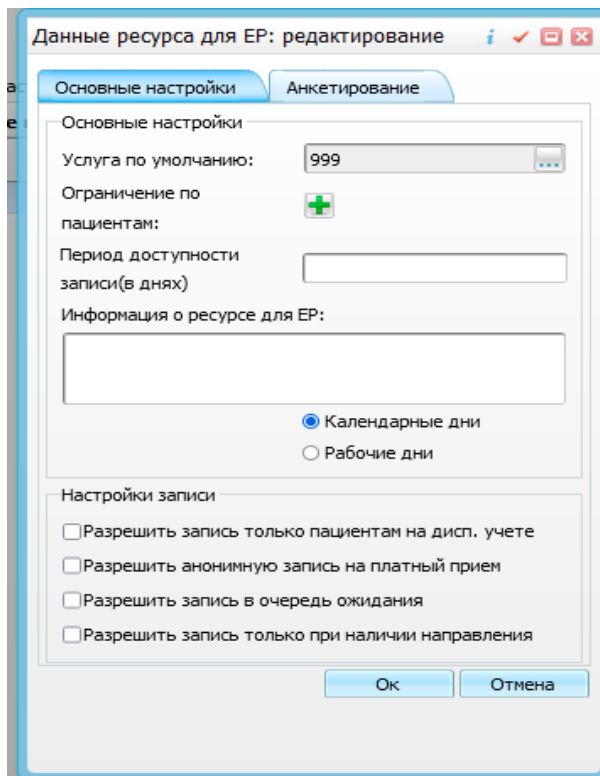 Данные ресурса для ЕР: редактирование
Основные настройки
Анкетирование
Основные настройки
Услуга по умолчанию:
999
...
Ограничение по
пациентам:
Период доступности
записи(в днях)
Информация о ресурсе для ЕР:
Календарные дни
Рабочие дни
Настройки записи
Разрешить запись только пациентам на дисп. учете
Разрешить анонимную запись на платный прием
Разрешить запись в очередь ожидания
Разрешить запись только при наличии направления
Ок
Отмена